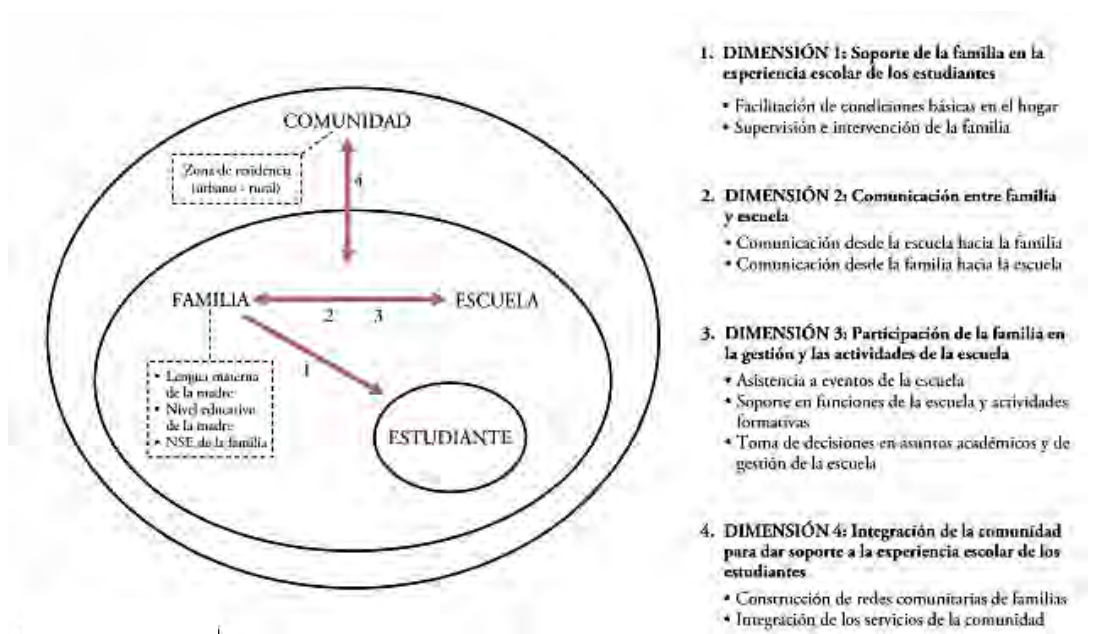 COMUNIDAD
Zona de residencia
(urbano - rural)
4
FAMILIA
ESCUELA
2
3
1
• Lengua materna
de la madre
• Nivel educativo
de la madre
• NSE de la familia
ESTUDIANTE
1. DIMENSIÓN 1: Soporte de la familia en la
experiencia escolar de los estudiantes
• Facilitación de condiciones básicas en el hogar
• Supervisión e intervención de la familia
2. DIMENSIÓN 2: Comunicación entre familia
y escuela
• Comunicación desde la escuela hacia la familia
• Comunicación desde la familia hacia la escuela
3. DIMENSIÓN 3: Participación de la familia en
la gestión y las actividades de la escuela
• Asistencia a eventos de la escuela
• Soporte en funciones de la escuela y actividades
formativas
• Toma de decisiones en asuntos académicos y de
gestión de la escuela
4. DIMENSIÓN 4: Integración de la comunidad
para dar soporte a la experiencia escolar de los
estudiantes
• Construcción de redes comunitarias de familias
• Integración de los servicios de la comunidad